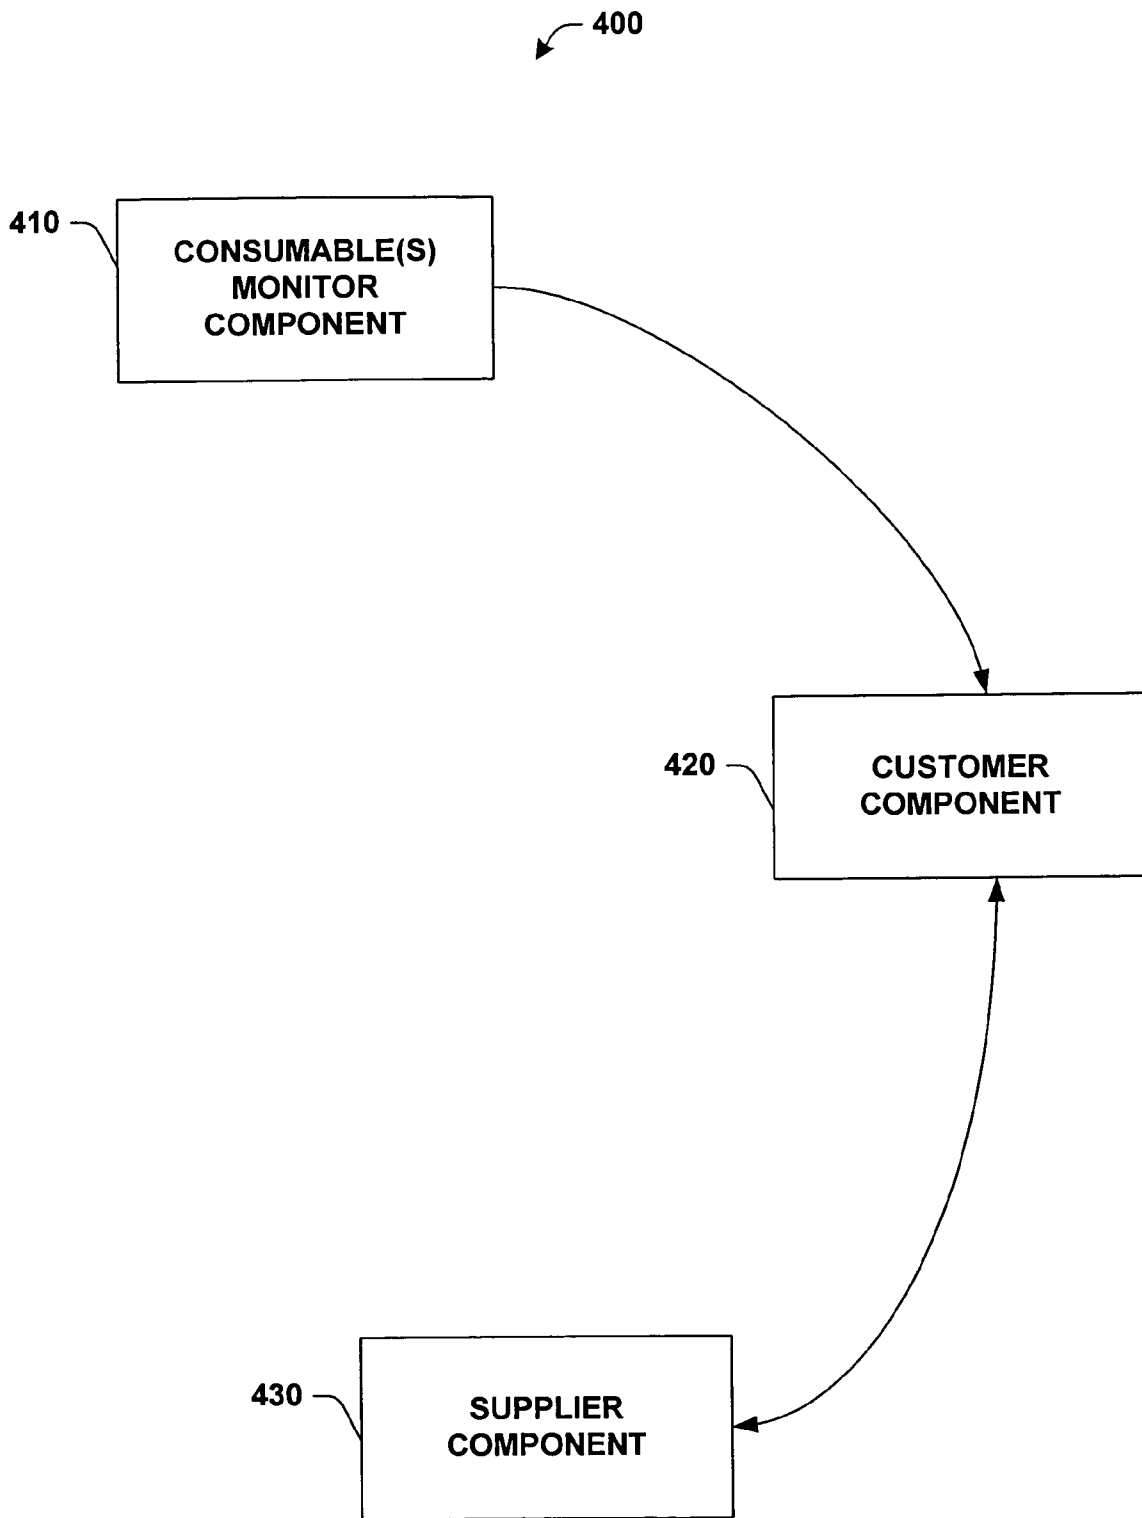 400
410
CONSUMABLE(S)
MONITOR
COMPONENT
420
CUSTOMER
COMPONENT
430
SUPPLIER
COMPONENT